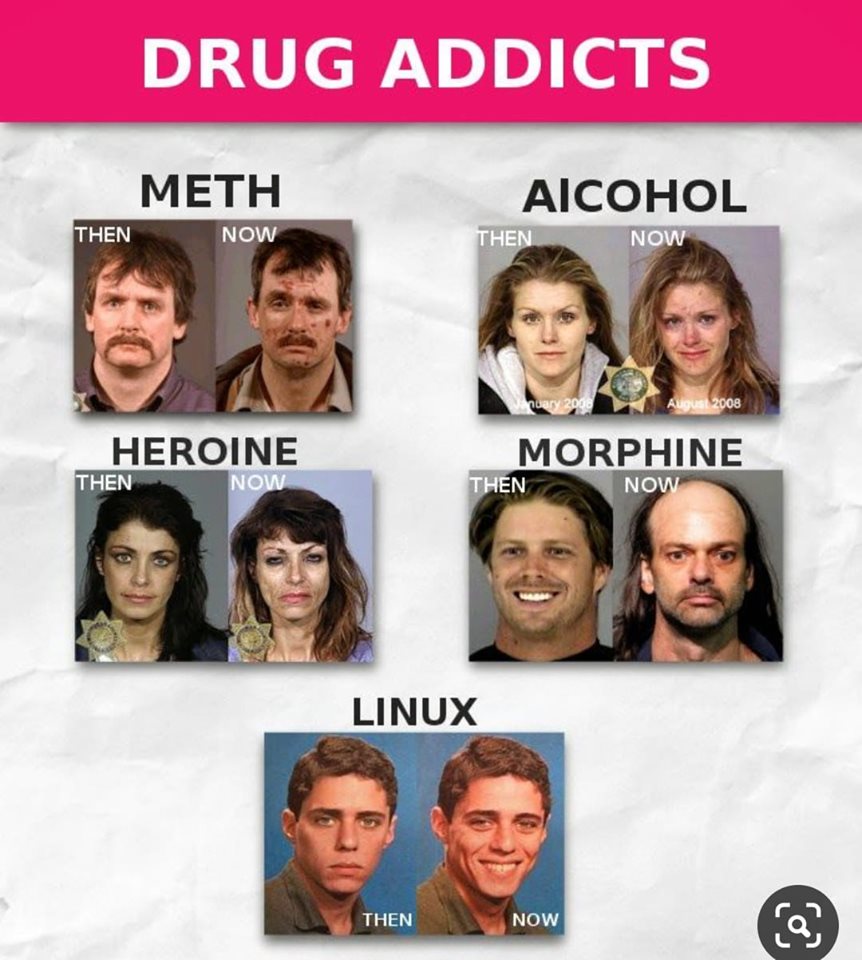 DRUG ADDICTS
METH
THEN NOW
AlCOHOL
THEN NOW
January 2008 August 2008
HEROINE
THEN NOW
MORPHINE
THEN NOW
LINUX
THEN NOW